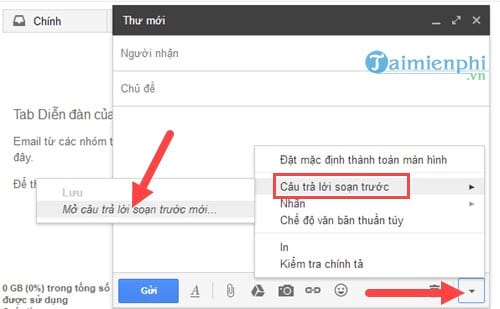 Chính
Thư mới
Người nhận
Taimienphi
.vn
Chủ đề
Tab Diễn đàn của
Email từ các nhóm t
đây.
Để th
Đặt mặc định thành toàn màn hình
Câu trả lời soạn trước
Nhãn
Chế độ văn bản thuần túy
In
Kiểm tra chính tả
Lưu
Mở câu trả lời soạn trước mới...
0 GB (0%) trong tổng số
được sử dụng
Gửi